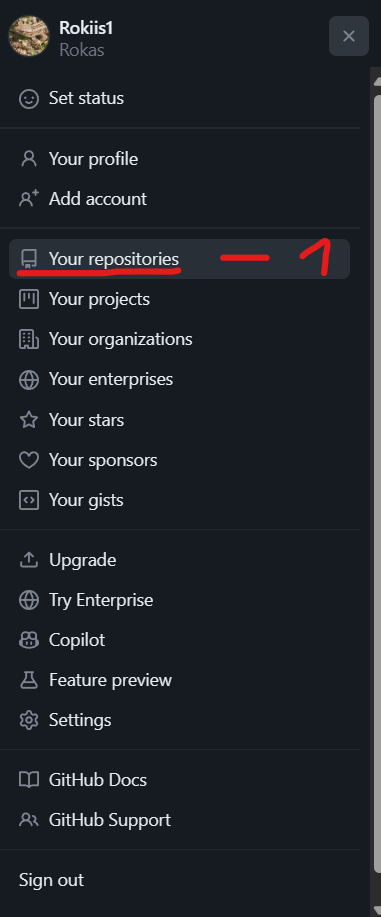 Rokiis1
Rokas
Set status
Your profile
Add account
Your repositories — 1
Your projects
Your organizations
Your enterprises
Your stars
Your sponsors
Your gists
Upgrade
Try Enterprise
Copilot
Feature preview
Settings
GitHub Docs
GitHub Support
Sign out